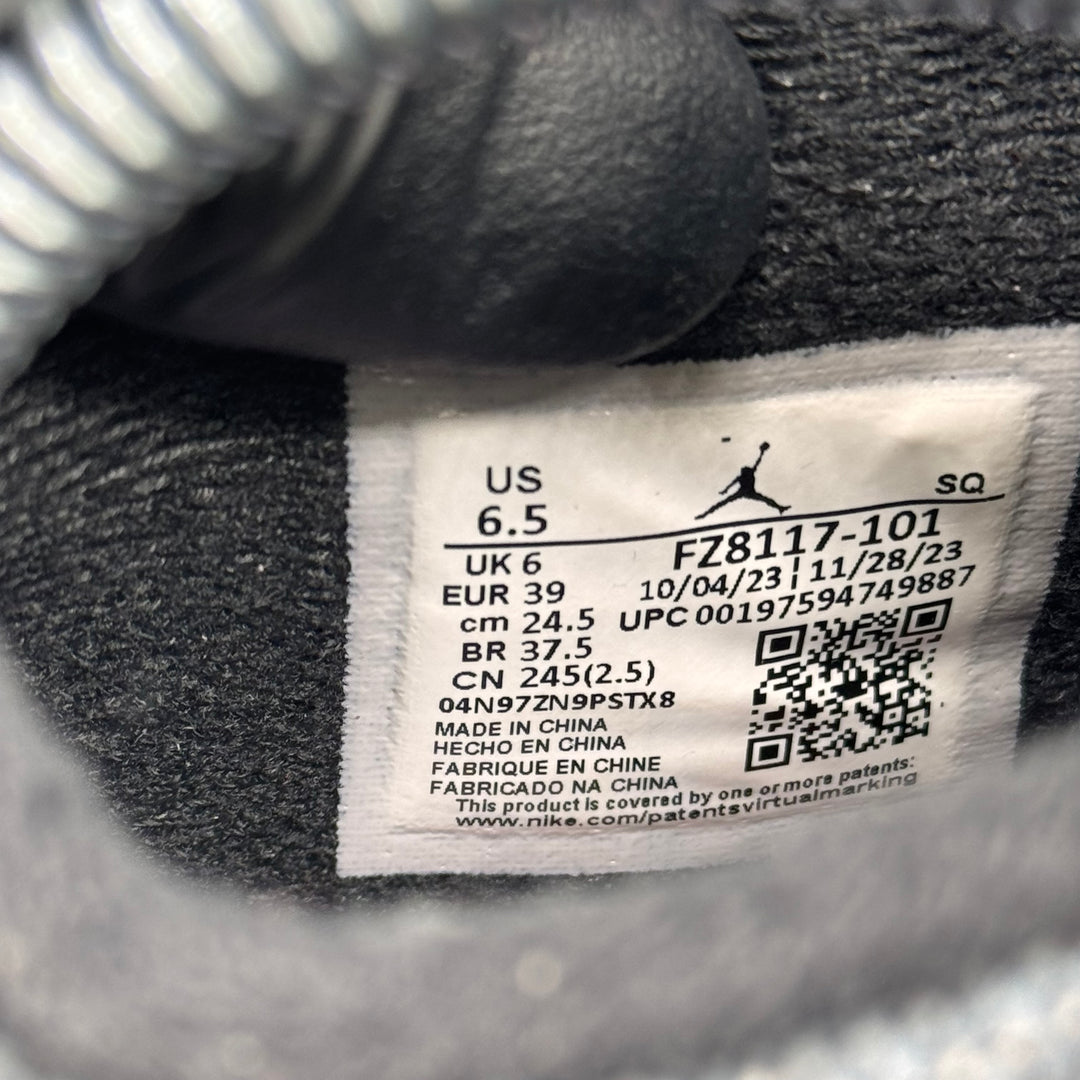 US
6.5
SQ
FZ8117-101
10/04/23 ¦ 11/28/23
UPC 00197594749887
UK 6
EUR 39
cm 24.5
BR 37.5
CN 245(2.5)
04N97ZN9PSTX8
MADE IN CHINA
HECHO EN CHINA
FABRIQUE EN CHINE
FABRICADO NA CHINA
This product is covered by one or more patents:
www.nike.com/patentsvirtualmarking